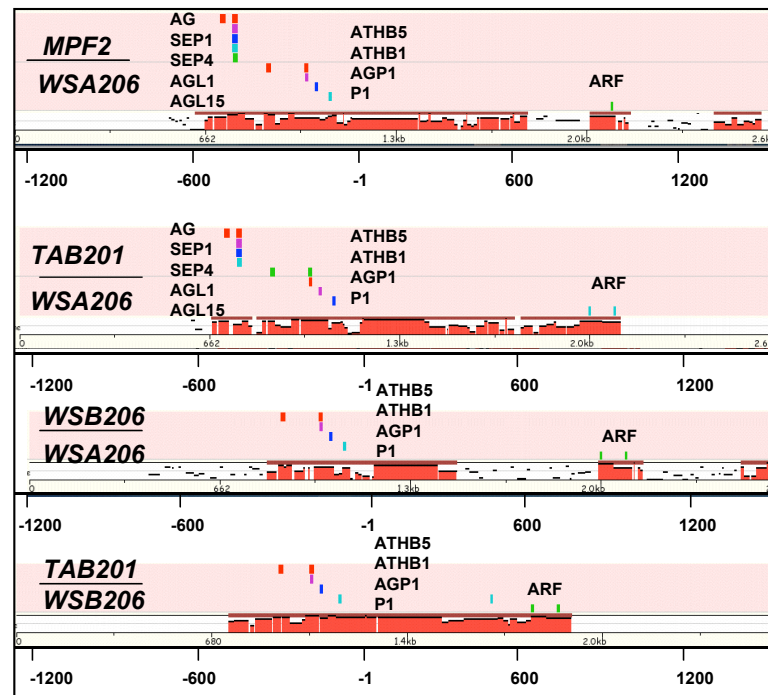 AG
SEP1
SEP4
AGL1
AGL15
MPF2
WSA206
ATHB5
ATHB1
AGP1
P1
ARF
0 662 1.3kb 2.0kb 2.6k
-1200 -600 -1 600 1200
AG
SEP1
SEP4
AGL1
AGL15
TAB201
WSA206
ATHB5
ATHB1
AGP1
P1
ARF
0 662 1.3kb 2.0kb 2.6
-1200 -600 -1 600 1200
WSB206
WSA206
ATHB5
ATHB1
AGP1
P1
ARF
0 662 1.3kb 2.0kb
-1200 -600 -1 600 1200
TAB201
WSB206
ATHB5
ATHB1
AGP1
P1
ARF
0 680 1.4kb 2.0kb
-1200 -600 -1 600 1200